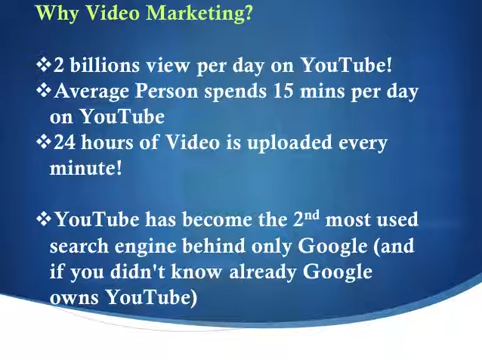 Why Video Marketing?
❖2 billions view per day on YouTube!
❖Average Person spends 15 mins per day
on YouTube
❖24 hours of Video is uploaded every
minute!
❖YouTube has become the 2nd most used
search engine behind only Google (and
if you didn't know already Google
owns YouTube)